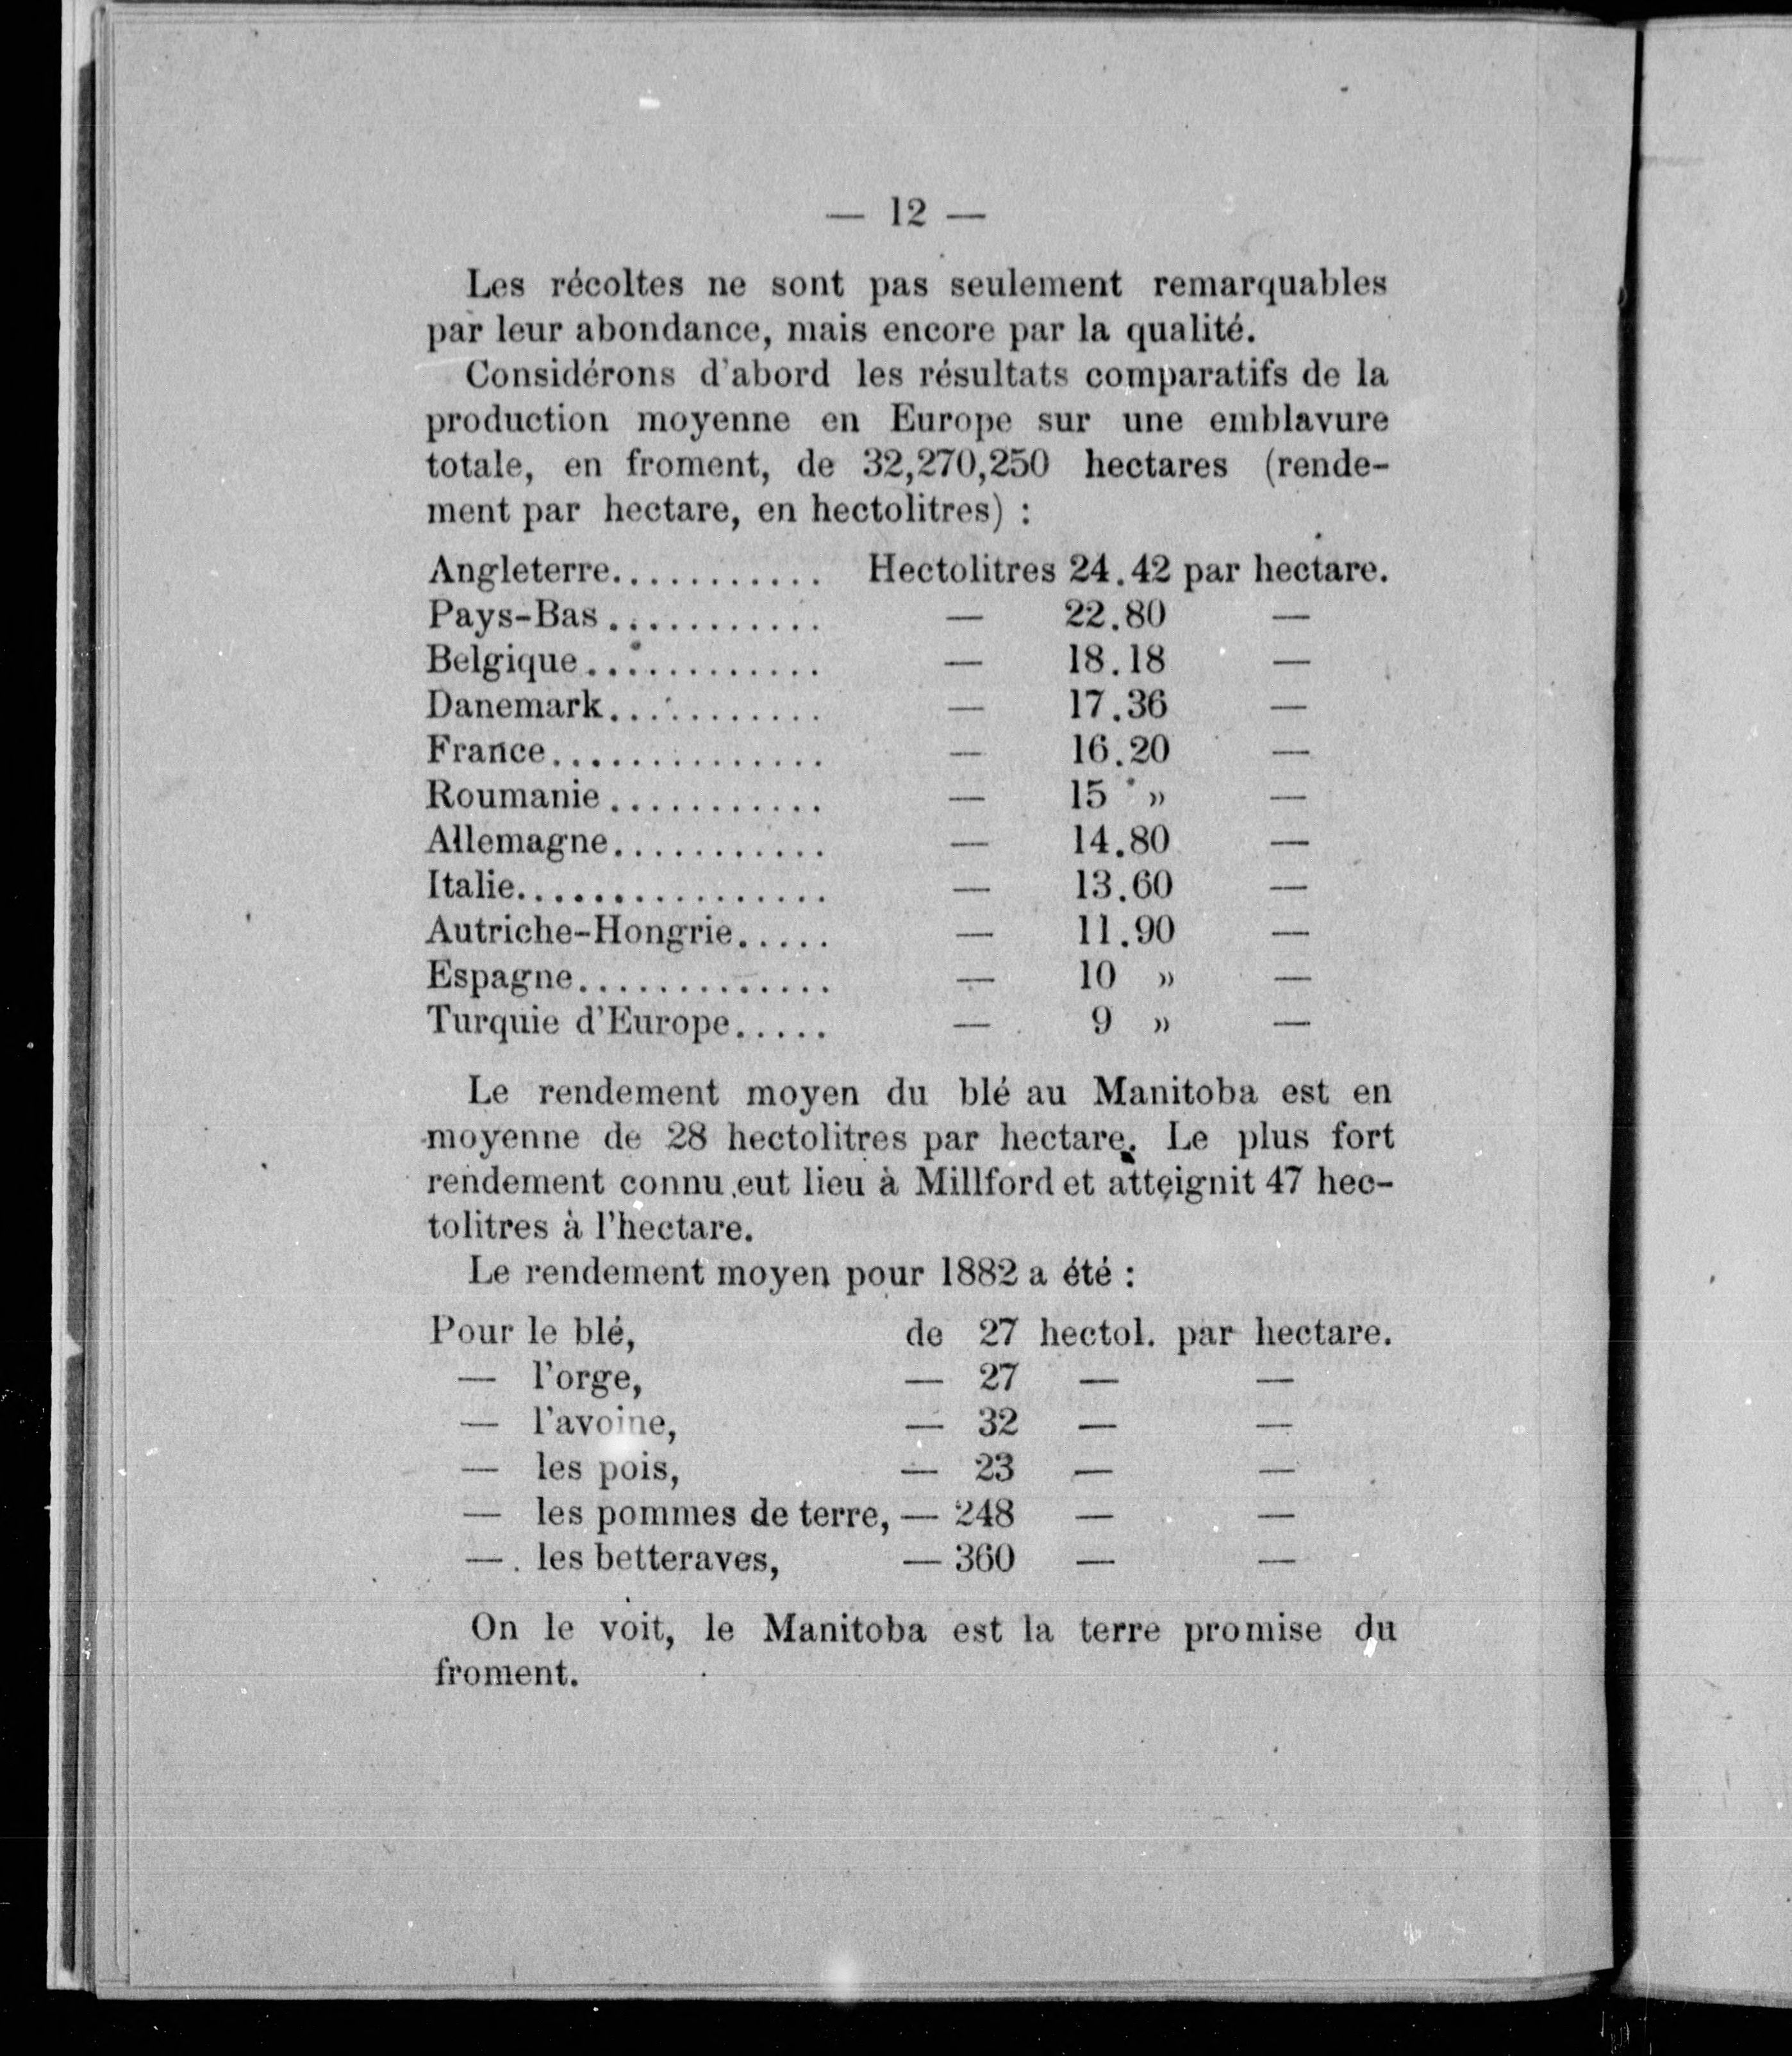 — 12 —
Les récoltes ne sont pas seulement remarquables
par leur abondance, mais encore par la qualité.
Considérons d'abord les résultats comparatifs de la
production moyenne en Europe sur une emblavure
totale, en froment, de 32,270,250 hectares (rende-
ment par hectare, en hectolitres) :
Angleterre........... Hectolitres 24.42 par hectare.
Pays-Bas........... — 22.80 —
Belgique............ — 18.18 —
Danemark........... — 17.36 —
France.............. — 16.20 —
Roumanie........... — 15 » —
Allemagne........... — 14.80 —
Italie................ — 13.60 —
Autriche-Hongrie..... — 11.90 —
Espagne............. — 10 » —
Turquie d'Europe..... — 9 » —
Le rendement moyen du blé au Manitoba est en
moyenne de 28 hectolitres par hectare. Le plus fort
rendement connu eut lieu à Millford et atteignit 47 hec-
tolitres à l'hectare.
Le rendement moyen pour 1882 a été :
Pour le blé, de 27 hectol. par hectare.
— l'orge, — 27 — —
— l'avoine, — 32 — —
— les pois, — 23 — —
— les pommes de terre, — 248 — —
— les betteraves, — 360 — —
On le voit, le Manitoba est la terre promise du
froment.